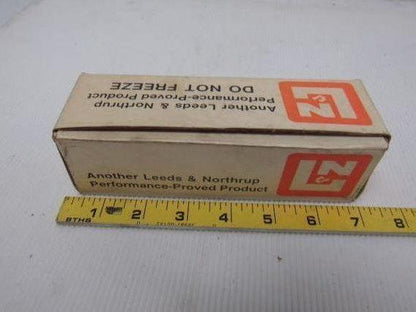 Another Leeds & Northrup
Performance-Proved Product
DO NOT FREEZE
L&N
Another Leeds & Northrup
Performance-Proved Product
L&N
1 2 3 4 5 6 7 8